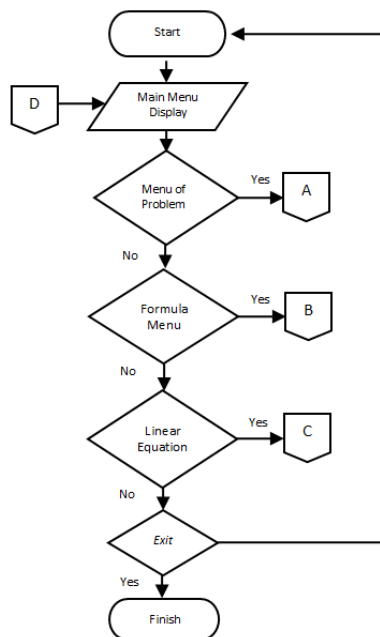 Start
D
Main Menu
Display
Menu of
Problem
Yes
A
No
Formula
Menu
Yes
B
No
Linear
Equation
Yes
C
No
Exit
Yes
Finish